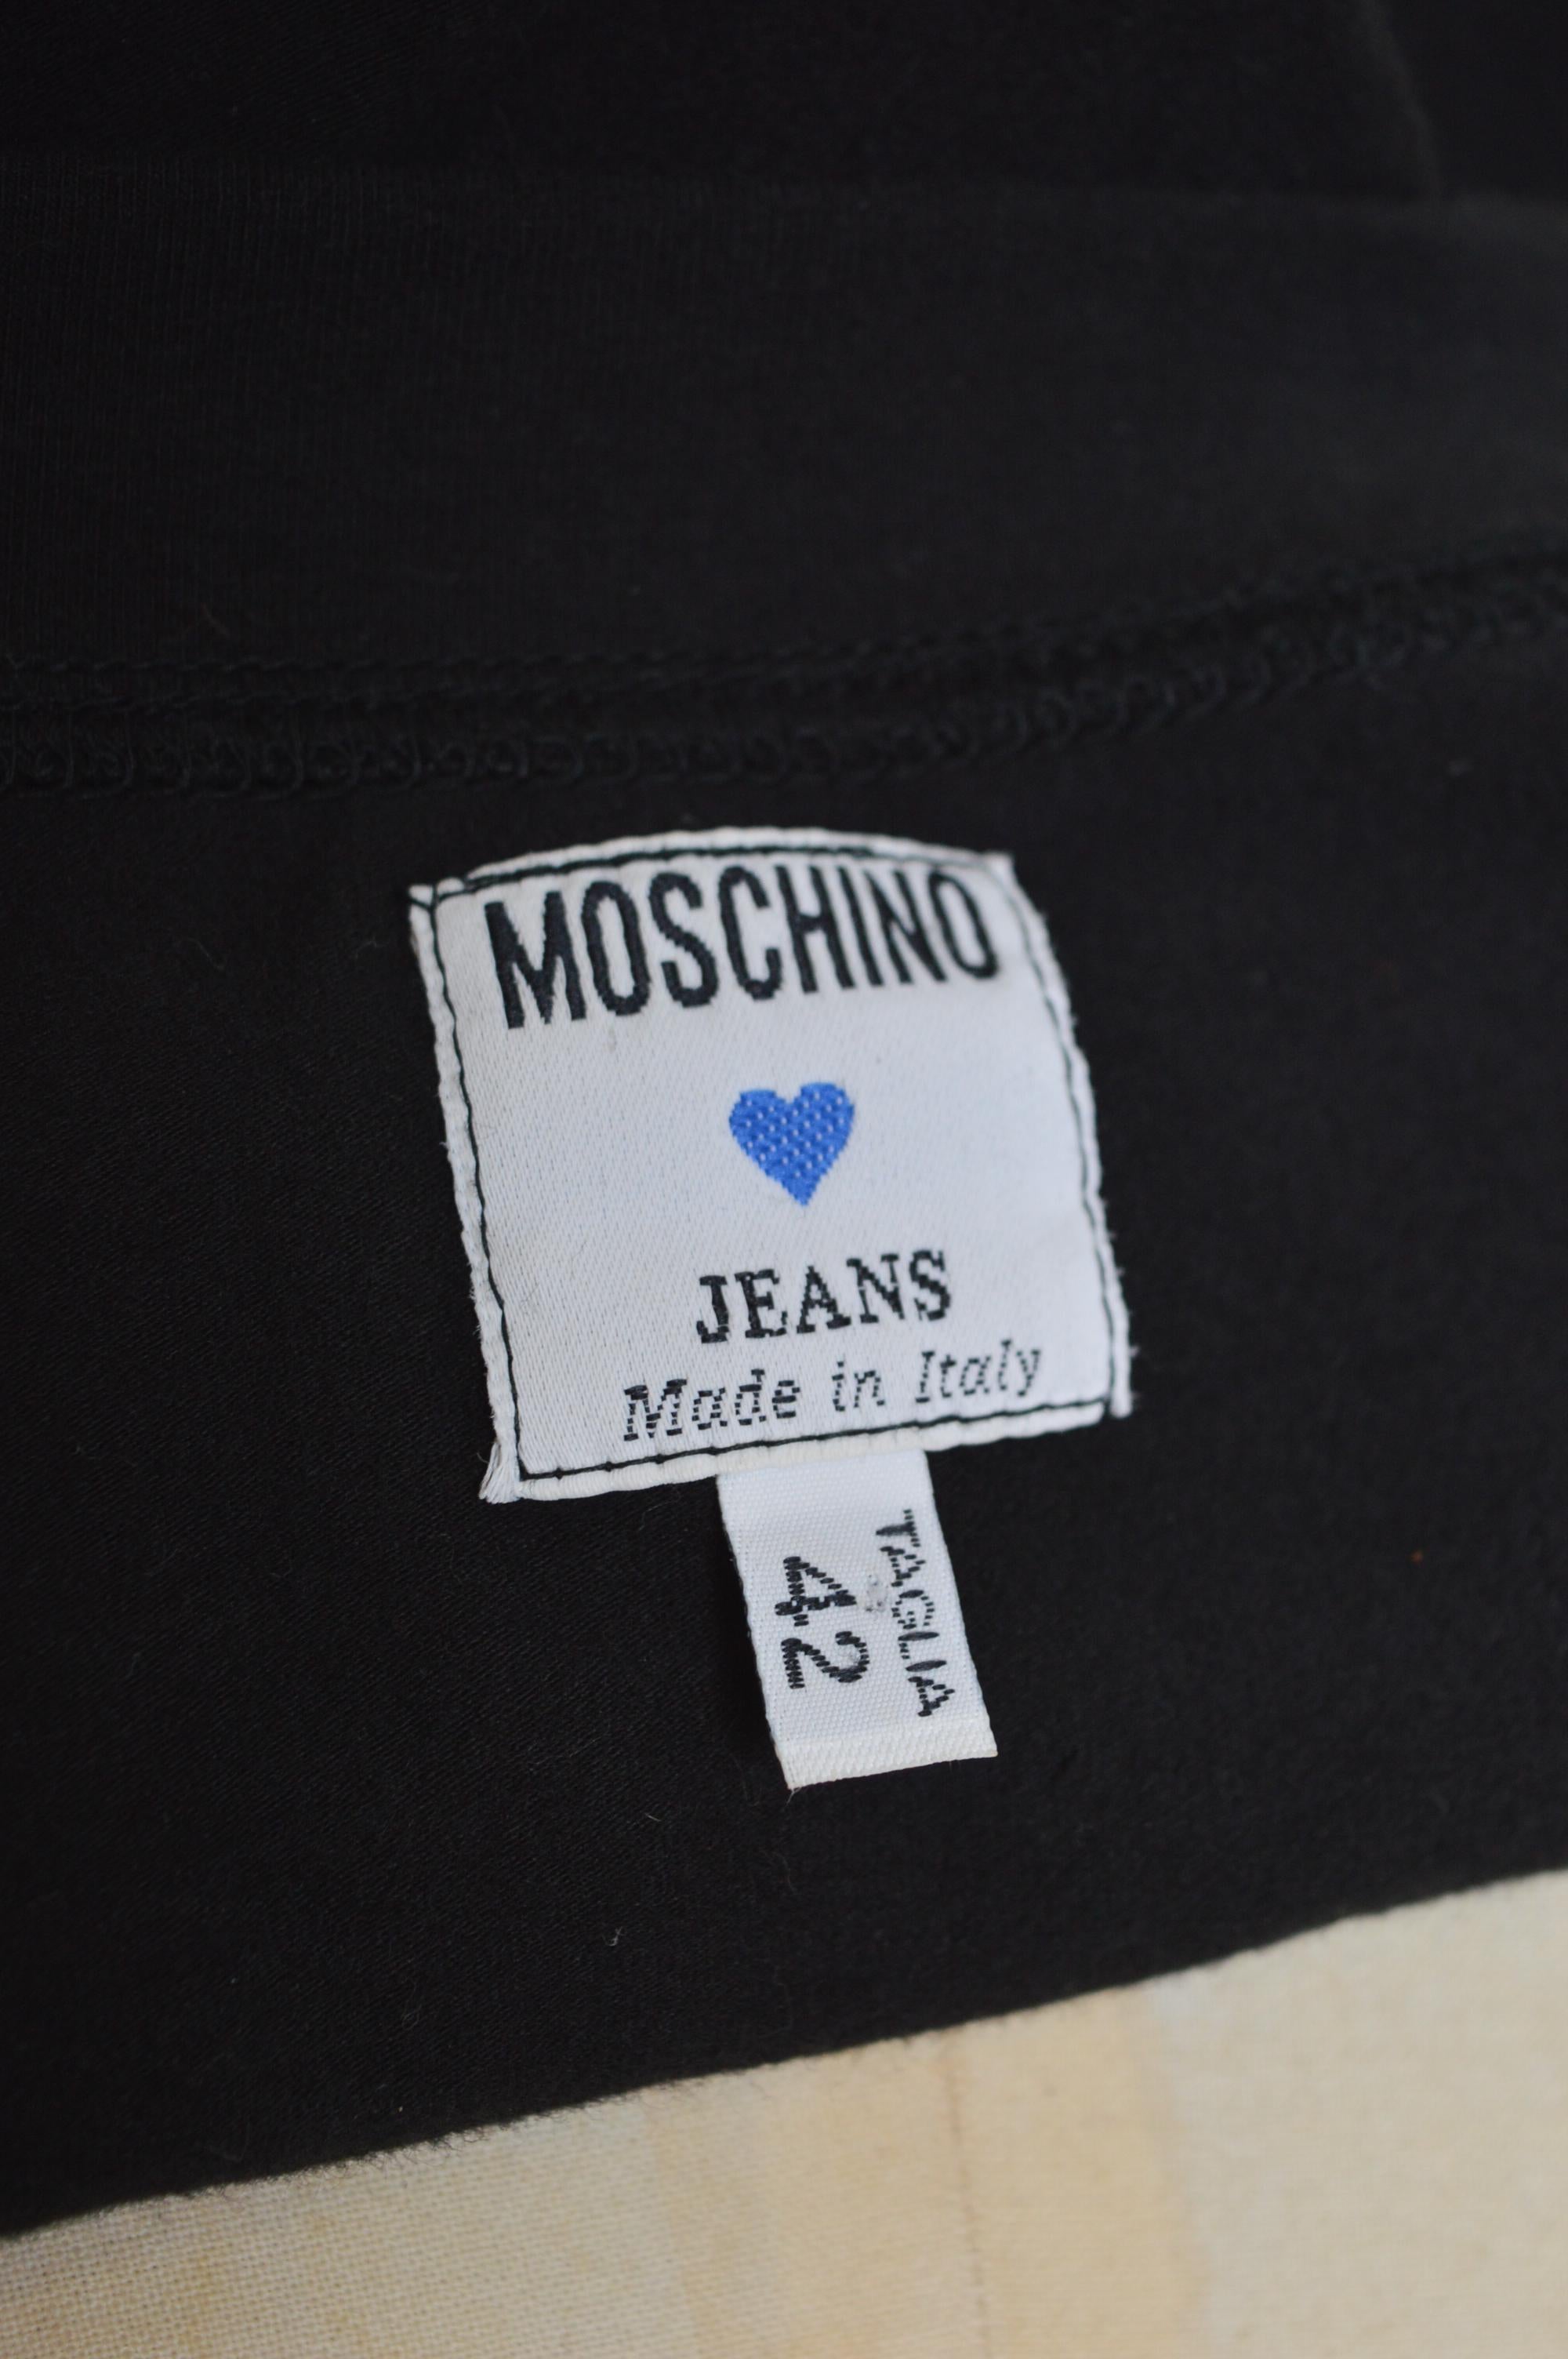 MOSCHINO
JEANS
Made in Italy
TAGLIA
42